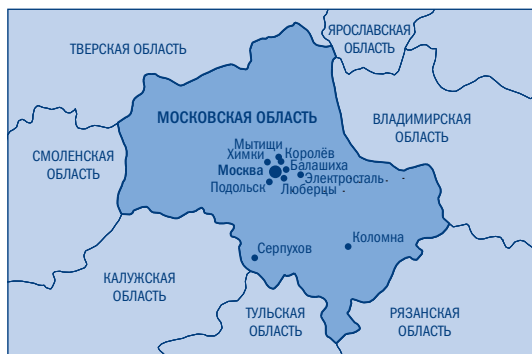 ЯРОСЛАВСКАЯ
ОБЛАСТЬ
ТВЕРСКАЯ ОБЛАСТЬ
МОСКОВСКАЯ ОБЛАСТЬ
ВЛАДИМИРСКАЯ
ОБЛАСТЬ
СМОЛЕНСКАЯ
ОБЛАСТЬ
Мытищи
Королёв
Химки
Балашиха
Москва
Электросталь
Подольск
Люберцы
Коломна
Серпухов
КАЛУЖСКАЯ
ОБЛАСТЬ
ТУЛЬСКАЯ
ОБЛАСТЬ
РЯЗАНСКАЯ
ОБЛАСТЬ